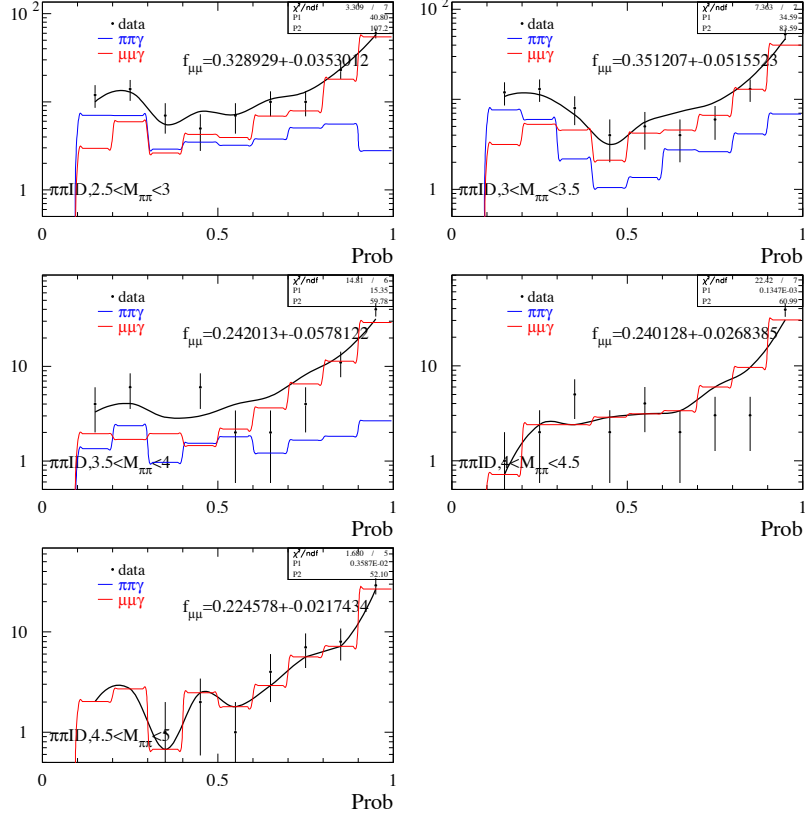 χ²/ndf 3.309 / 7
P1 40.80
P2 107.2
10²
10
1
data
ππγ
μμγ
f_μμ=0.328929+-0.0353012
ππID,2.5<M_ππ<3
0 0.5 1
Prob
χ²/ndf 7.363 / 7
P1 34.59
P2 83.59
10²
10
1
data
ππγ
μμγ
f_μμ=0.351207+-0.0515523
ππID,3<M_ππ<3.5
0 0.5 1
Prob
χ²/ndf 14.81 / 6
P1 15.35
P2 59.78
10
1
data
ππγ
μμγ
f_μμ=0.242013+-0.0578122
ππID,3.5<M_ππ<4
0 0.5 1
Prob
χ²/ndf 22.42 / 7
P1 0.1347E-03
P2 60.99
10
1
data
ππγ
μμγ
f_μμ=0.240128+-0.0268385
ππID,4<M_ππ<4.5
0 0.5 1
Prob
χ²/ndf 1.680 / 5
P1 0.3587E-02
P2 52.10
10
1
data
ππγ
μμγ
f_μμ=0.224578+-0.0217434
ππID,4.5<M_ππ<5
0 0.5 1
Prob